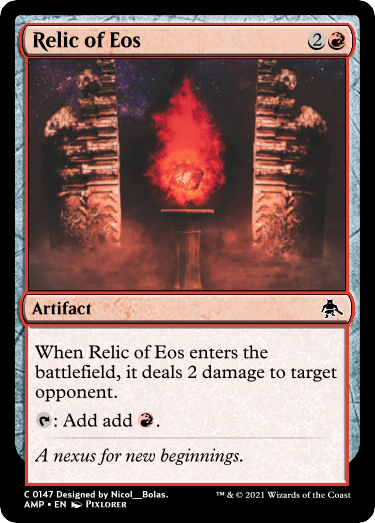 Relic of Eos 2
Artifact
When Relic of Eos enters the
battlefield, it deals 2 damage to target
opponent.
: Add add .
A nexus for new beginnings.
C 0147 Designed by Nicol__Bolas.
AMP • EN Pixlorer
™ & © 2021 Wizards of the Coast